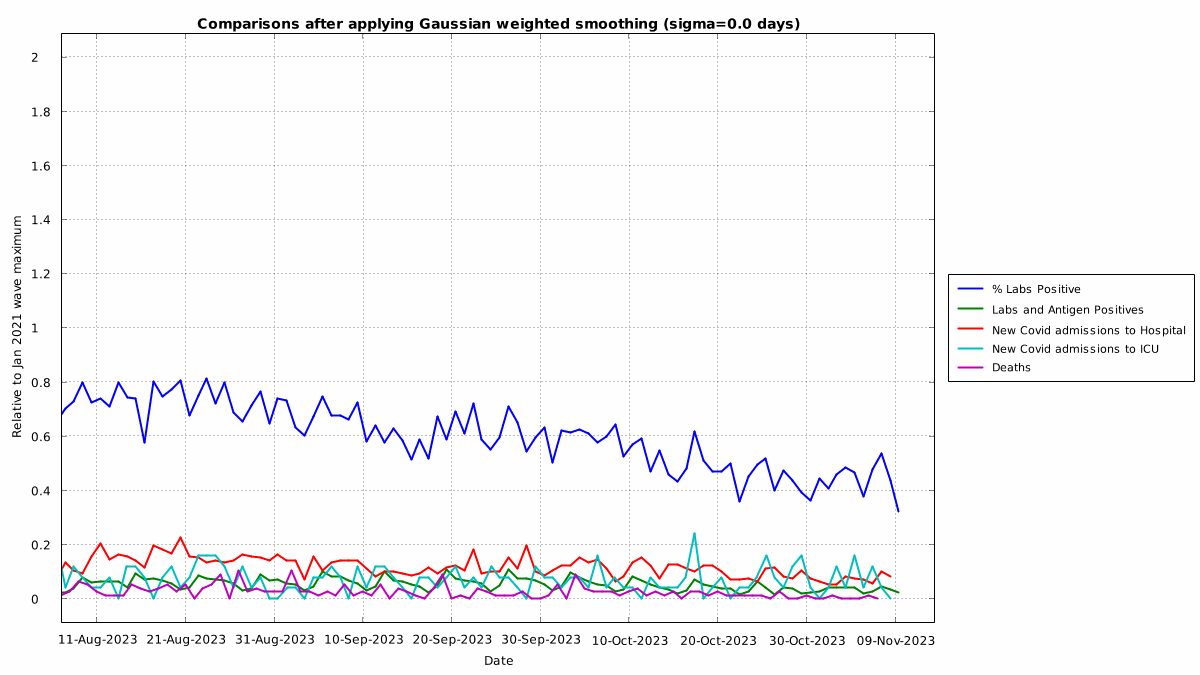 Comparisons after applying Gaussian weighted smoothing (sigma=0.0 days)
Relative to Jan 2021 wave maximum
2
1.8
1.6
1.4
1.2
1
0.8
0.6
0.4
0.2
0
11-Aug-2023 21-Aug-2023 31-Aug-2023 10-Sep-2023 20-Sep-2023 30-Sep-2023 10-Oct-2023 20-Oct-2023 30-Oct-2023 09-Nov-2023
Date
% Labs Positive
Labs and Antigen Positives
New Covid admissions to Hospital
New Covid admissions to ICU
Deaths